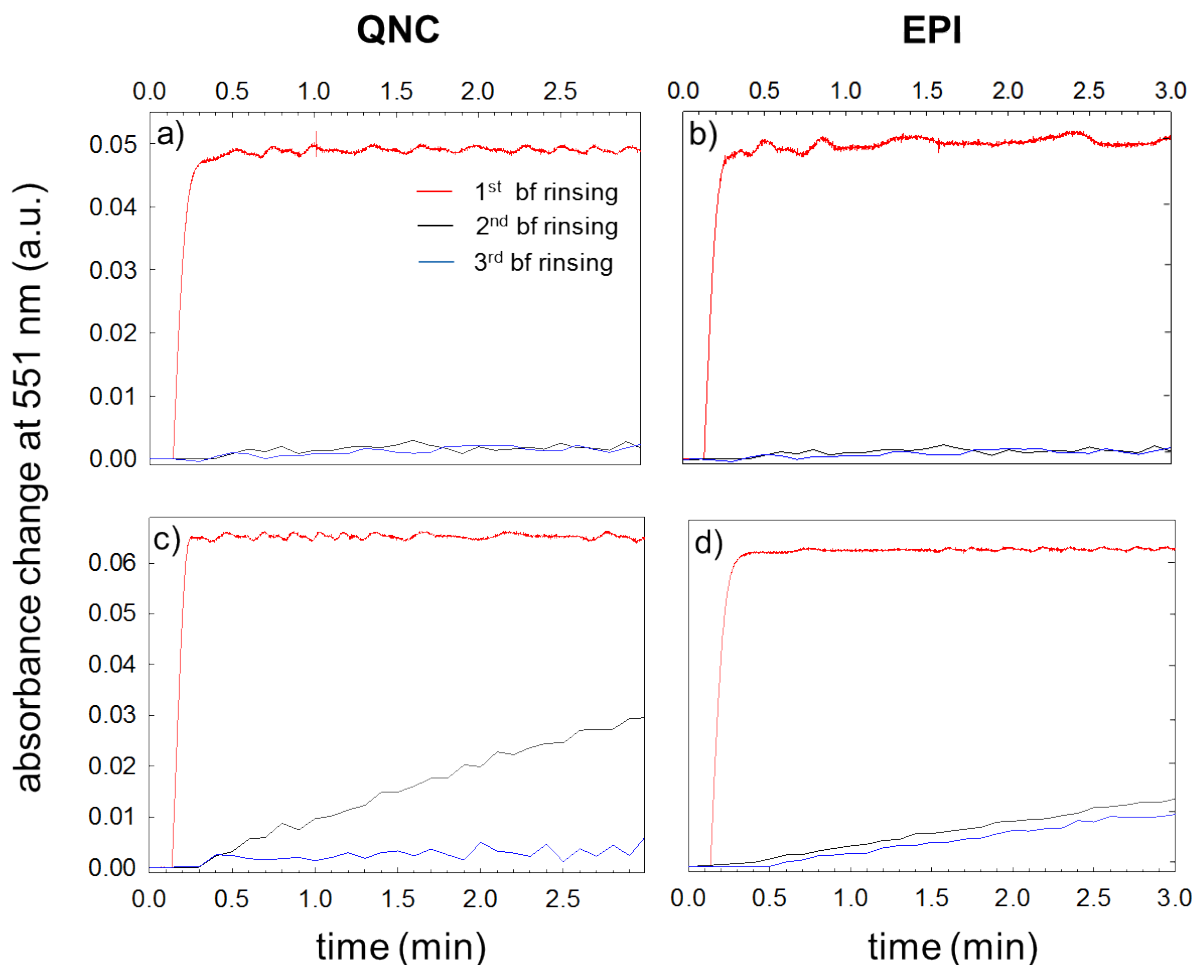 QNC EPI
0.0 0.5 1.0 1.5 2.0 2.5 0.0 0.5 1.0 1.5 2.0 2.5 3.0
a) b)
0.05
0.04
0.03
0.02
0.01
0.00
1st bf rinsing
2nd bf rinsing
3rd bf rinsing
absorbance change at 551 nm (a.u.)
c) d)
0.06
0.05
0.04
0.03
0.02
0.01
0.00
0.0 0.5 1.0 1.5 2.0 2.5 0.0 0.5 1.0 1.5 2.0 2.5 3.0
time (min) time (min)